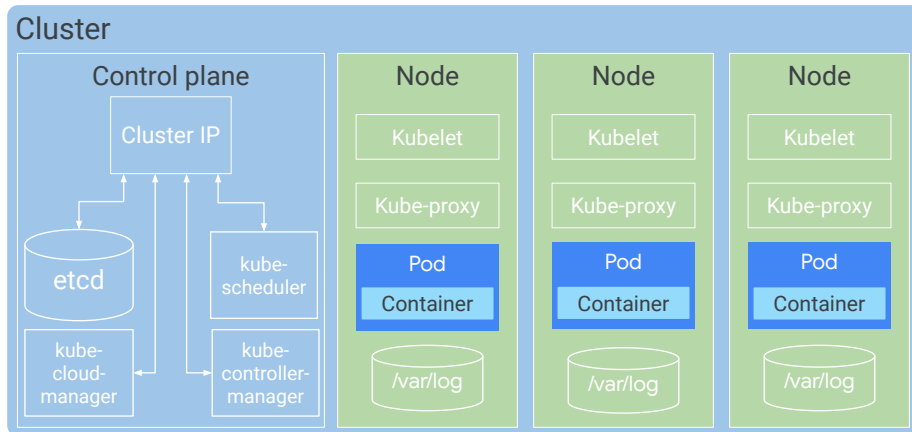 Cluster
Control plane
Cluster IP
etcd
kube-
scheduler
kube-
cloud-
manager
kube-
controller-
manager
Node
Kubelet
Kube-proxy
Pod
Container
/var/log
Node
Kubelet
Kube-proxy
Pod
Container
/var/log
Node
Kubelet
Kube-proxy
Pod
Container
/var/log